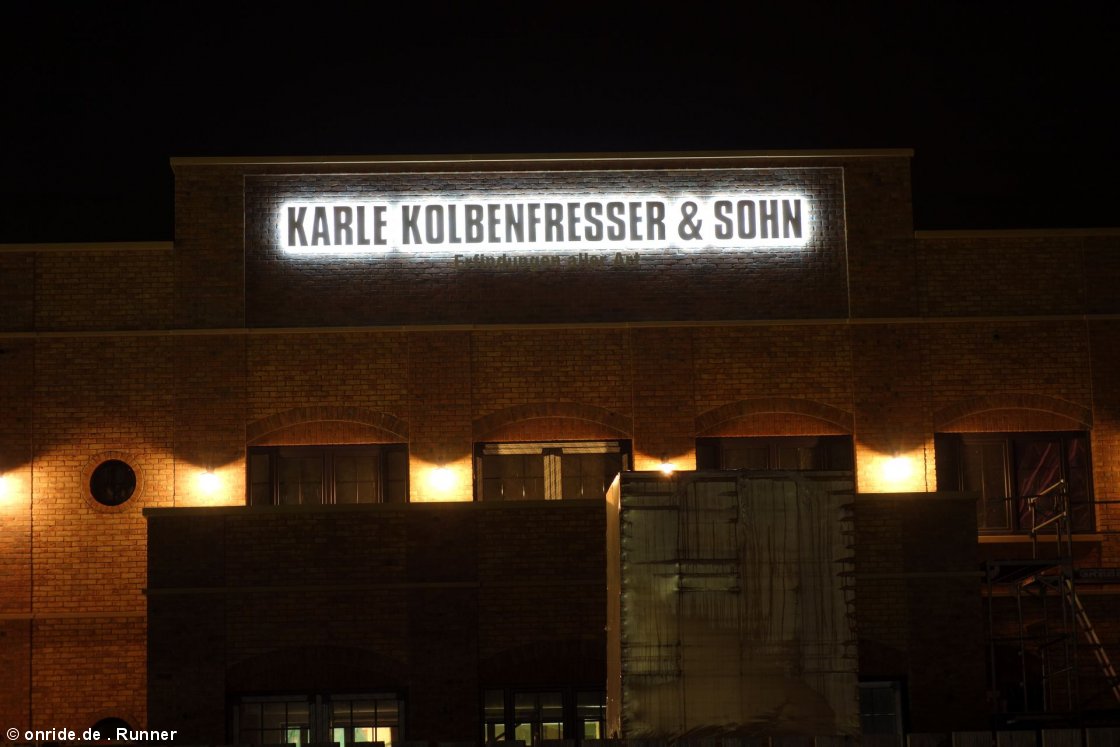 KARLE KOLBENFRESSER & SOHN
Erfindungen aller Art
© onride.de . Runner